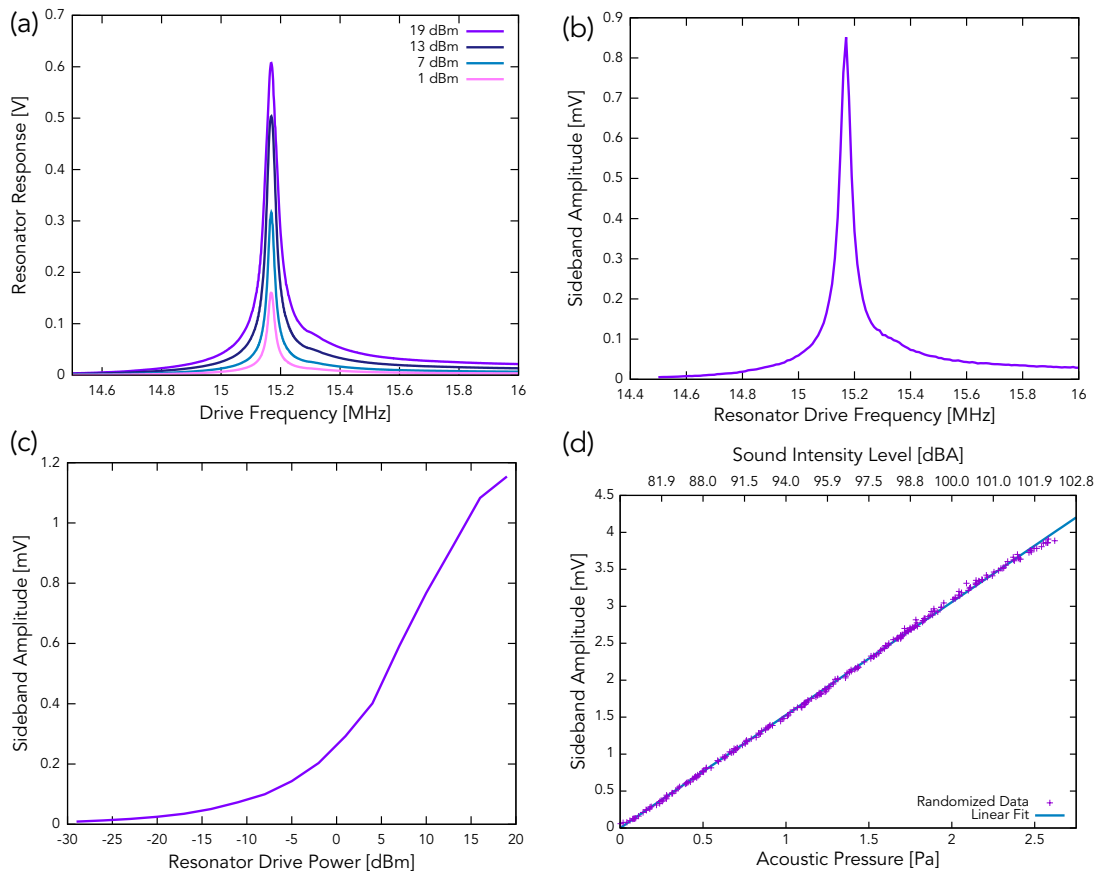 (a)
0.7
0.6
0.5
0.4
0.3
0.2
0.1
0
Resonator Response [V]
19 dBm
13 dBm
7 dBm
1 dBm
14.6 14.8 15 15.2 15.4 15.6 15.8 16
Drive Frequency [MHz]
(b)
0.9
0.8
0.7
0.6
0.5
0.4
0.3
0.2
0.1
0
Sideband Amplitude [mV]
14.4 14.6 14.8 15 15.2 15.4 15.6 15.8 16
Resonator Drive Frequency [MHz]
(c)
1.2
1
0.8
0.6
0.4
0.2
0
Sideband Amplitude [mV]
-30 -25 -20 -15 -10 -5 0 5 10 15 20
Resonator Drive Power [dBm]
(d)
Sound Intensity Level [dBA]
81.9 88.0 91.5 94.0 95.9 97.5 98.8 100.0 101.0 101.9 102.8
4.5
4
3.5
3
2.5
2
1.5
1
0.5
0
Sideband Amplitude [mV]
Randomized Data
Linear Fit
0 0.5 1 1.5 2 2.5
Acoustic Pressure [Pa]